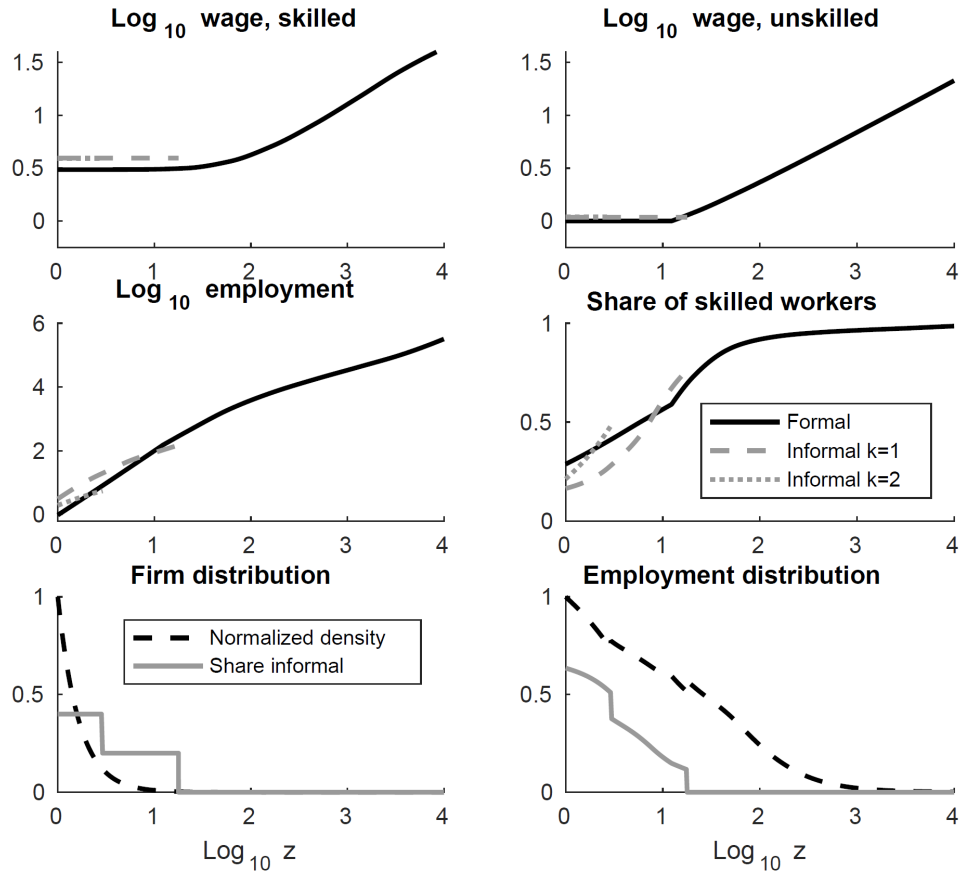 Log 10 wage, skilled
1.5
1
0.5
0
0 1 2 3 4
Log 10 wage, unskilled
1.5
1
0.5
0
0 1 2 3 4
Log 10 employment
6
4
2
0
0 1 2 3 4
Share of skilled workers
1
0.5
0
Formal
Informal k=1
Informal k=2
0 1 2 3 4
Firm distribution
1
0.5
0
Normalized density
Share informal
0 1 2 3 4
Log 10 z
Employment distribution
1
0.5
0
0 1 2 3 4
Log 10 z